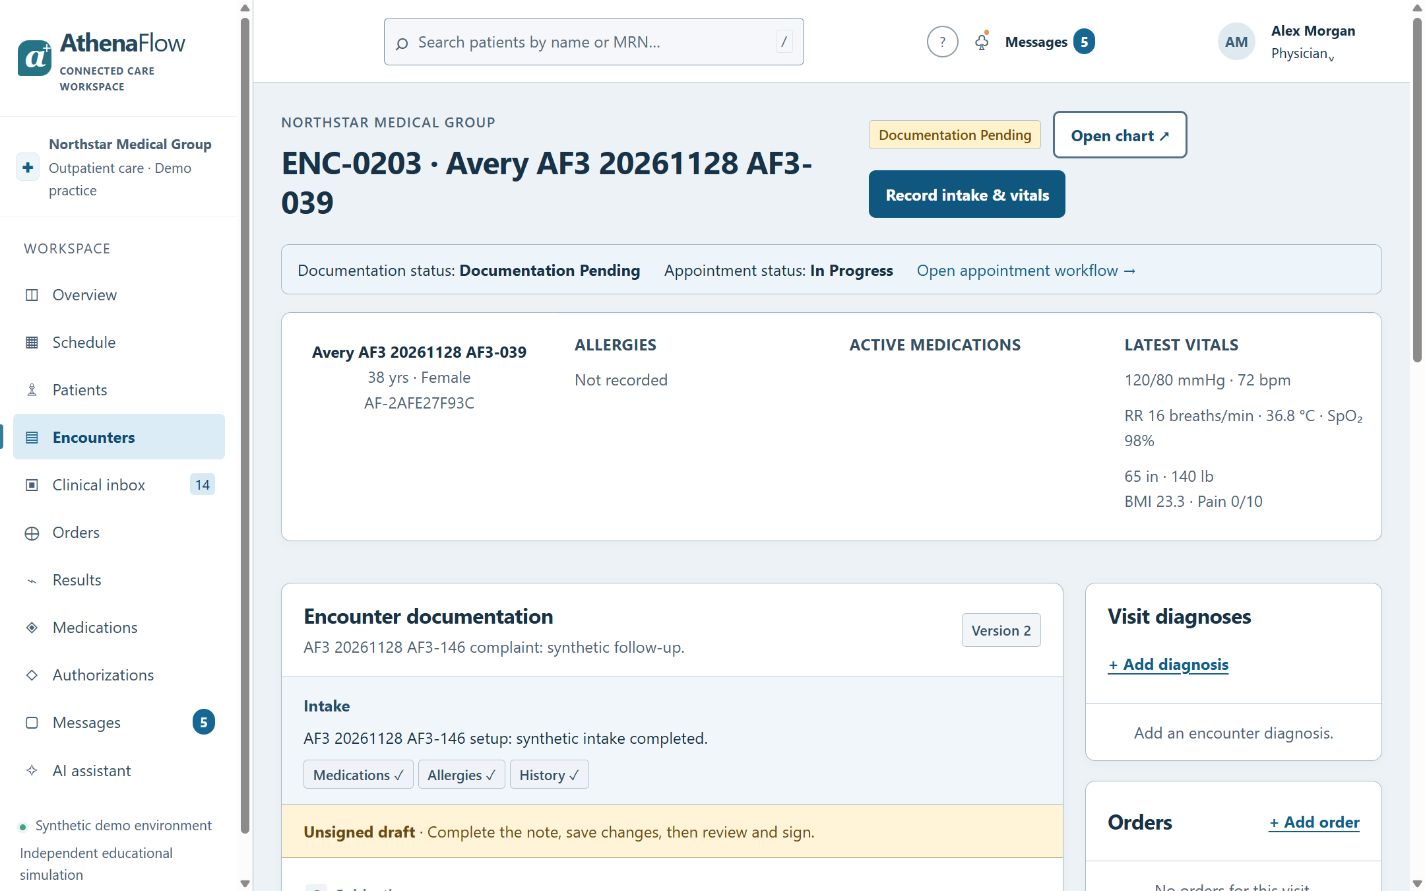 AthenaFlow
CONNECTED CARE
WORKSPACE
Northstar Medical Group
Outpatient care · Demo
practice
WORKSPACE
Overview
Schedule
Patients
Encounters
Clinical inbox 14
Orders
Results
Medications
Authorizations
Messages 5
AI assistant
Synthetic demo environment
Independent educational
simulation
Search patients by name or MRN... /
?
Messages 5
AM
Alex Morgan
Physician
NORTHSTAR MEDICAL GROUP
ENC-0203 · Avery AF3 20261128 AF3-
039
Documentation Pending
Open chart ↗
Record intake & vitals
Documentation status: Documentation Pending Appointment status: In Progress Open appointment workflow →
Avery AF3 20261128 AF3-039
38 yrs · Female
AF-2AFE27F93C
ALLERGIES
Not recorded
ACTIVE MEDICATIONS
LATEST VITALS
120/80 mmHg · 72 bpm
RR 16 breaths/min · 36.8 °C · SpO₂
98%
65 in · 140 lb
BMI 23.3 · Pain 0/10
Encounter documentation
AF3 20261128 AF3-146 complaint: synthetic follow-up.
Version 2
Intake
AF3 20261128 AF3-146 setup: synthetic intake completed.
Medications ✓ Allergies ✓ History ✓
Unsigned draft · Complete the note, save changes, then review and sign.
Visit diagnoses
+ Add diagnosis
Add an encounter diagnosis.
Orders
+ Add order
No orders for this visit